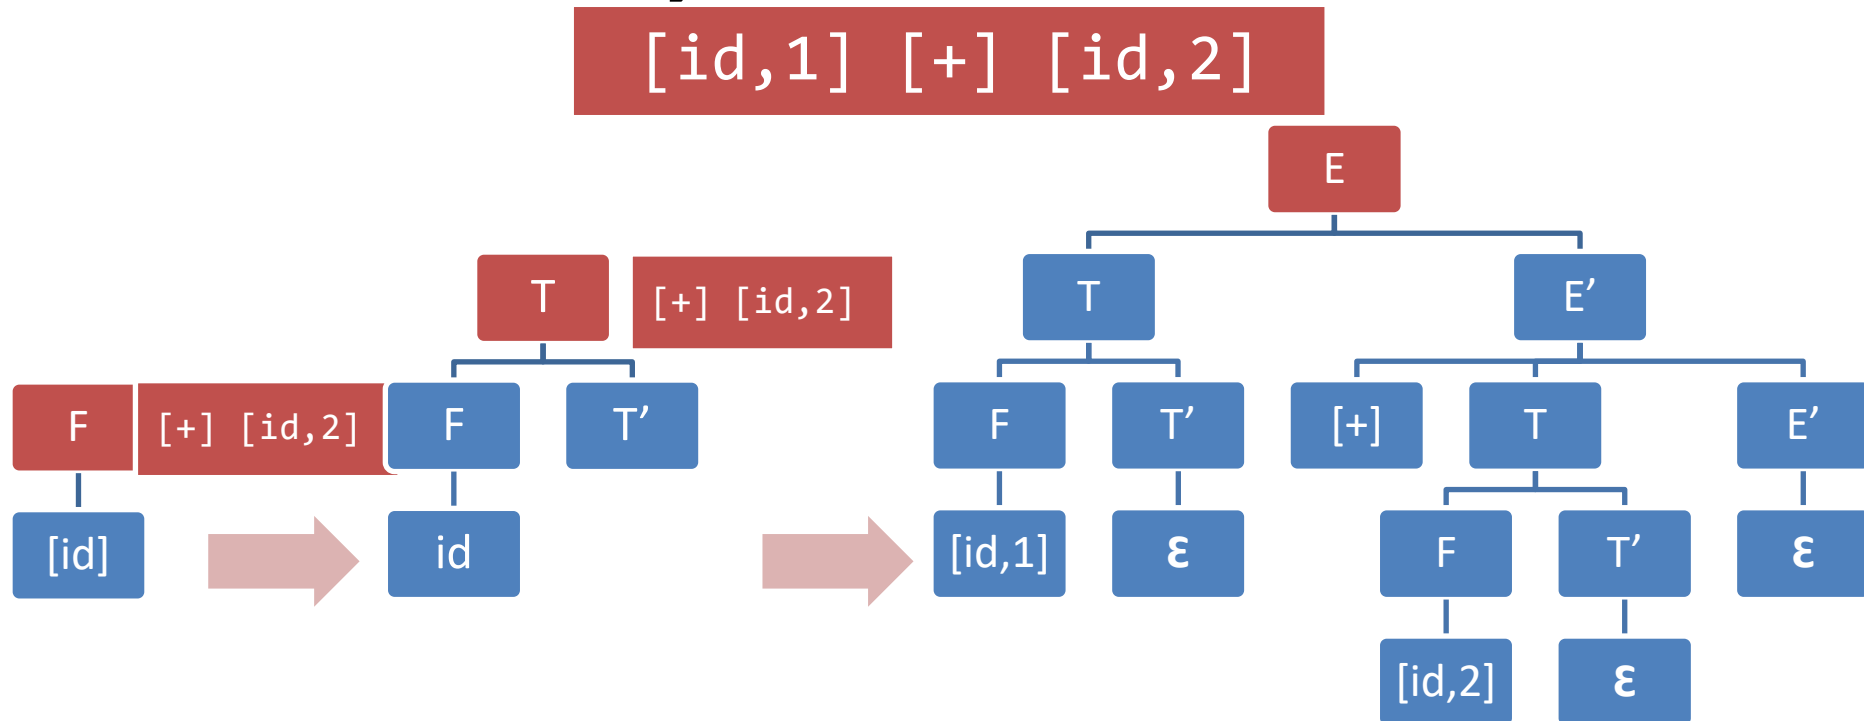 [id,1] [+] [id,2]
E
T [+] [id,2] T E’
F [+] [id,2] F T’ F T’ [+] T E’
[id] id [id,1] ε F T’ ε
[id,2] ε